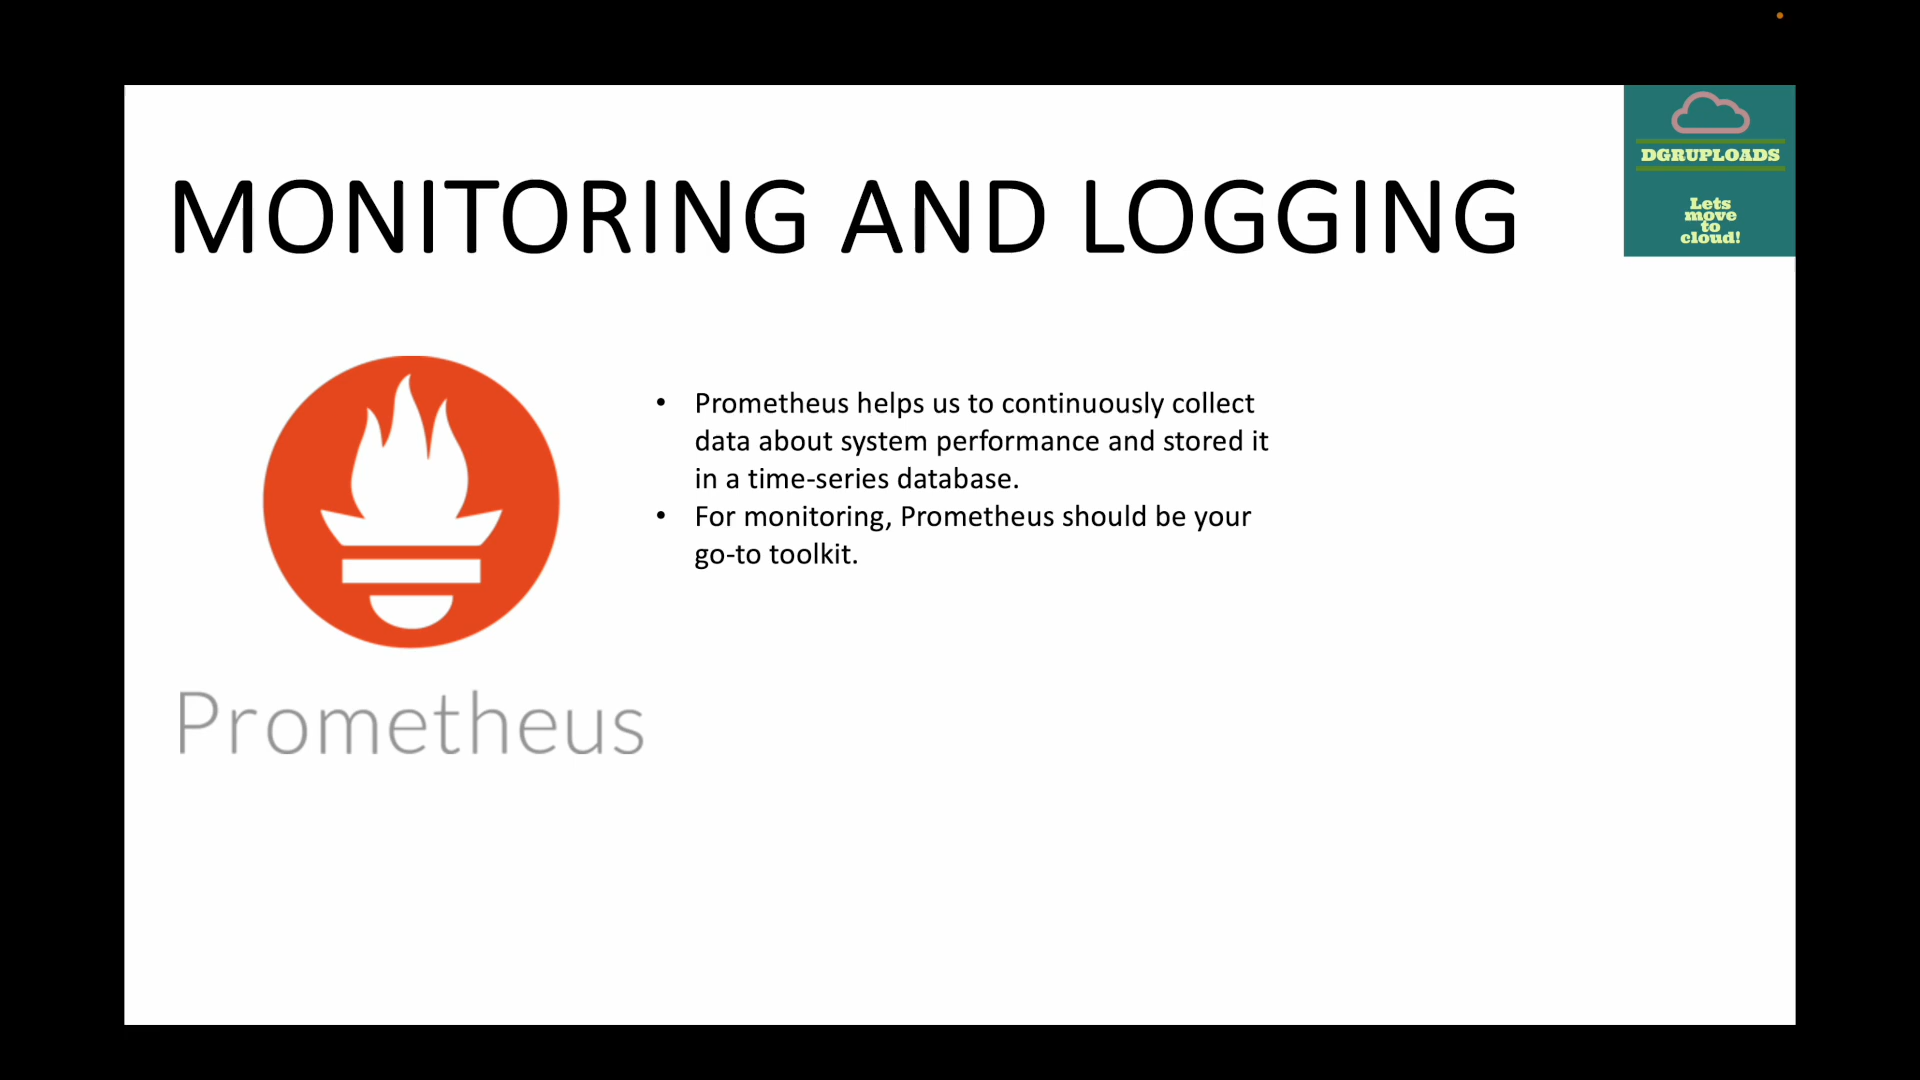 DGRUPLOADS
Lets
move
to
cloud!
MONITORING AND LOGGING
• Prometheus helps us to continuously collect
data about system performance and stored it
in a time-series database.
• For monitoring, Prometheus should be your
go-to toolkit.
Prometheus